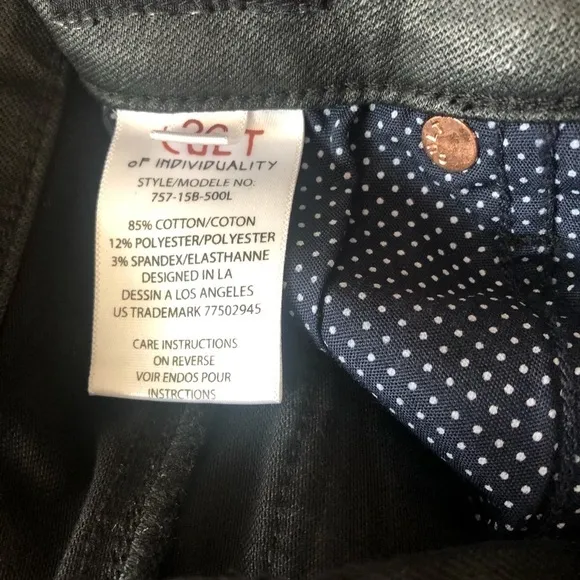 CULT
OF INDIVIDUALITY
STYLE/MODELE NO.
757-15B-500L
85% COTTON/COTON
12% POLYESTER/POLYESTER
3% SPANDEX/ELASTHANNE
DESIGNED IN LA
DESSIN A LOS ANGELES
US TRADEMARK 77502945
CARE INSTRUCTIONS
ON REVERSE
VOIR ENDOS POUR
INSTRCTIONS